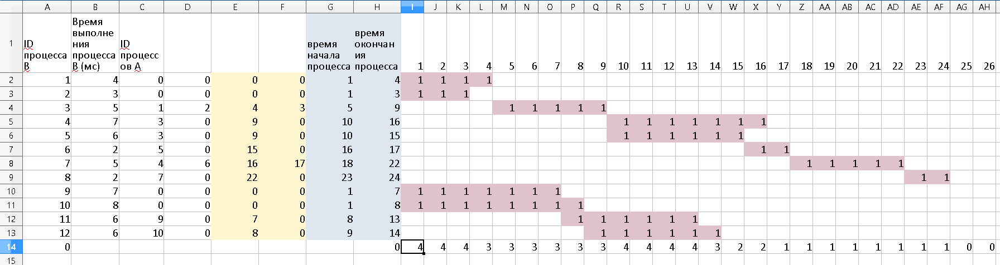 A B C D E F G H I J K L M N O P Q R S T U V W X Y Z AA AB AC AD AE AF AG AH
1
ID
процесса
B
Время
выполне
ния
процесса
B (мс)
ID
процесс
ов A
время
начала
процесса
время
окончан
ия
процесса
1 2 3 4 5 6 7 8 9 10 11 12 13 14 15 16 17 18 19 20 21 22 23 24 25 26
2 1 4 0 0 0 0 1 4 1 1 1 1
3 2 3 0 0 0 0 1 3 1 1 1
4 3 5 1 2 4 3 5 9 1 1 1 1 1
5 4 7 3 0 9 0 10 16 1 1 1 1 1 1 1
6 5 6 3 0 9 0 10 15 1 1 1 1 1 1
7 6 2 5 0 15 0 16 17 1 1
8 7 5 4 6 16 17 18 22 1 1 1 1 1
9 8 2 7 0 22 0 23 24 1 1
10 9 7 0 0 0 0 1 7 1 1 1 1 1 1 1
11 10 8 0 0 0 0 1 8 1 1 1 1 1 1 1 1
12 11 6 9 0 7 0 8 13 1 1 1 1 1 1
13 12 6 10 0 8 0 9 14 1 1 1 1 1 1
14 0 0 4 4 4 3 3 3 3 3 3 4 4 4 4 3 2 2 1 1 1 1 1 1 1 1 0 0
15